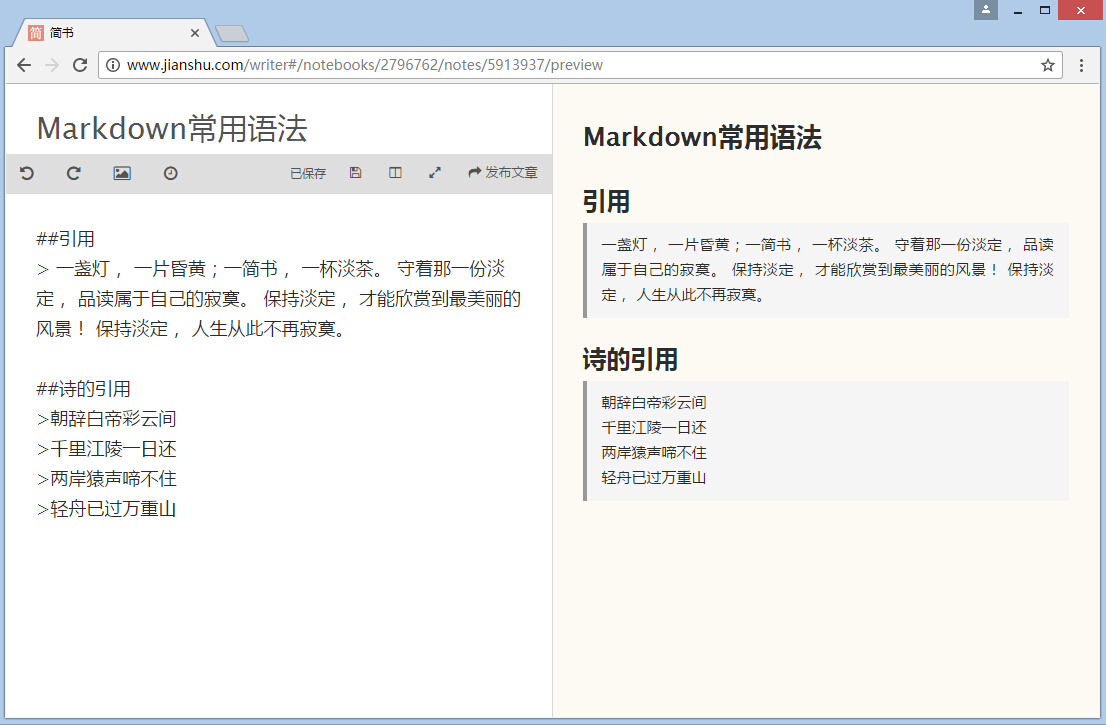 简 简书
www.jianshu.com/writer#/notebooks/2796762/notes/5913937/preview
Markdown常用语法
已保存 发布文章
##引用
> 一盏灯， 一片昏黄；一简书， 一杯淡茶。 守着那一份淡
定， 品读属于自己的寂寞。 保持淡定， 才能欣赏到最美丽的
风景！ 保持淡定， 人生从此不再寂寞。
##诗的引用
>朝辞白帝彩云间
>千里江陵一日还
>两岸猿声啼不住
>轻舟已过万重山
Markdown常用语法
引用
一盏灯， 一片昏黄；一简书， 一杯淡茶。 守着那一份淡定， 品读
属于自己的寂寞。 保持淡定， 才能欣赏到最美丽的风景！ 保持淡
定， 人生从此不再寂寞。
诗的引用
朝辞白帝彩云间
千里江陵一日还
两岸猿声啼不住
轻舟已过万重山